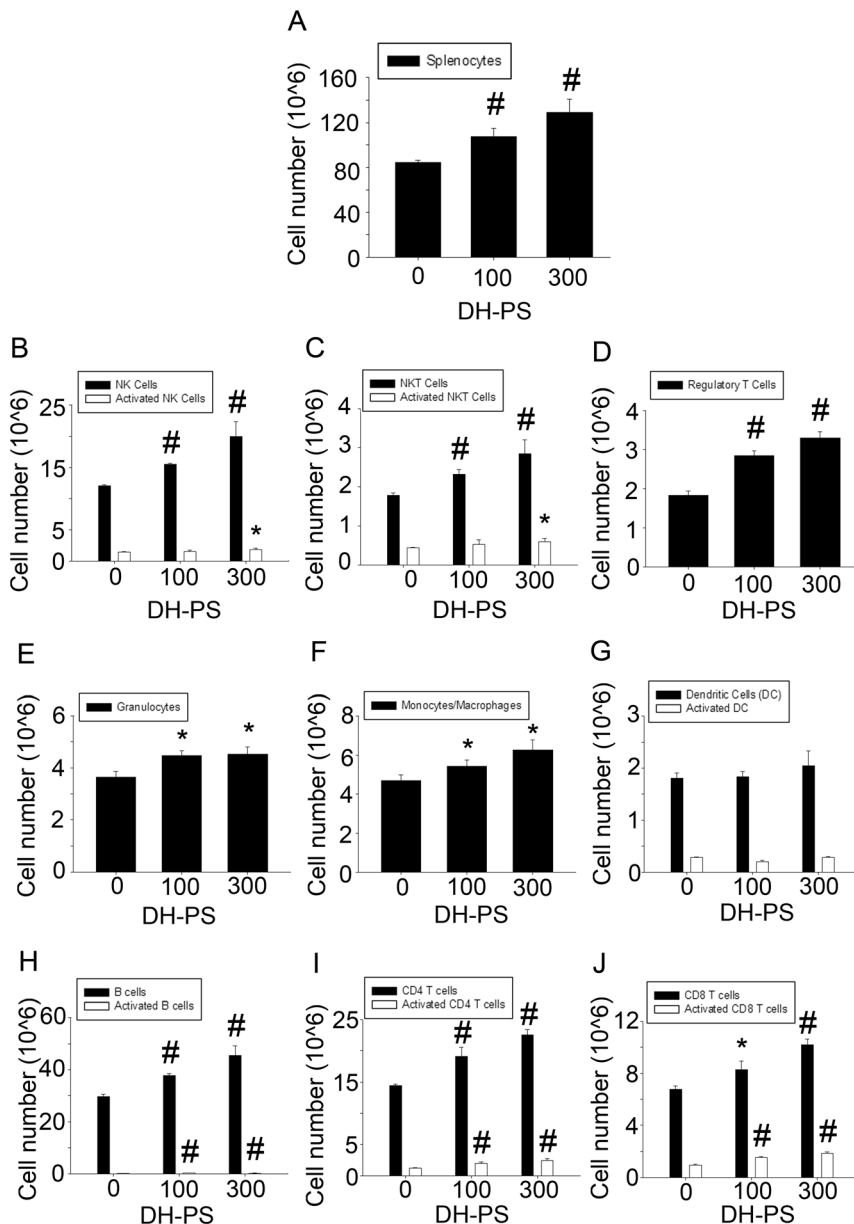 A
Splenocytes
Cell number (10^6)
160
120
80
40
0
#
#
0 100 300
DH-PS
B
NK Cells
Activated NK Cells
Cell number (10^6)
25
15
5
0
#
#
*
0 100 300
DH-PS
C
NKT Cells
Activated NKT Cells
Cell number (10^6)
4
3
2
1
0
#
#
*
0 100 300
DH-PS
D
Regulatory T Cells
Cell number (10^6)
4
3
2
1
0
#
#
0 100 300
DH-PS
E
Granulocytes
Cell number (10^6)
6
4
2
0
*
*
0 100 300
DH-PS
F
Monocytes/Macrophages
Cell number (10^6)
8
6
4
2
0
*
*
0 100 300
DH-PS
G
Dendritic Cells (DC)
Activated DC
Cell number (10^6)
3
2
1
0
0 100 300
DH-PS
H
B cells
Activated B cells
Cell number (10^6)
60
40
20
0
#
#
#
#
0 100 300
DH-PS
I
CD4 T cells
Activated CD4 T cells
Cell number (10^6)
25
15
5
0
#
#
#
#
0 100 300
DH-PS
J
CD8 T cells
Activated CD8 T cells
Cell number (10^6)
12
8
4
2
0
*
#
#
#
0 100 300
DH-PS